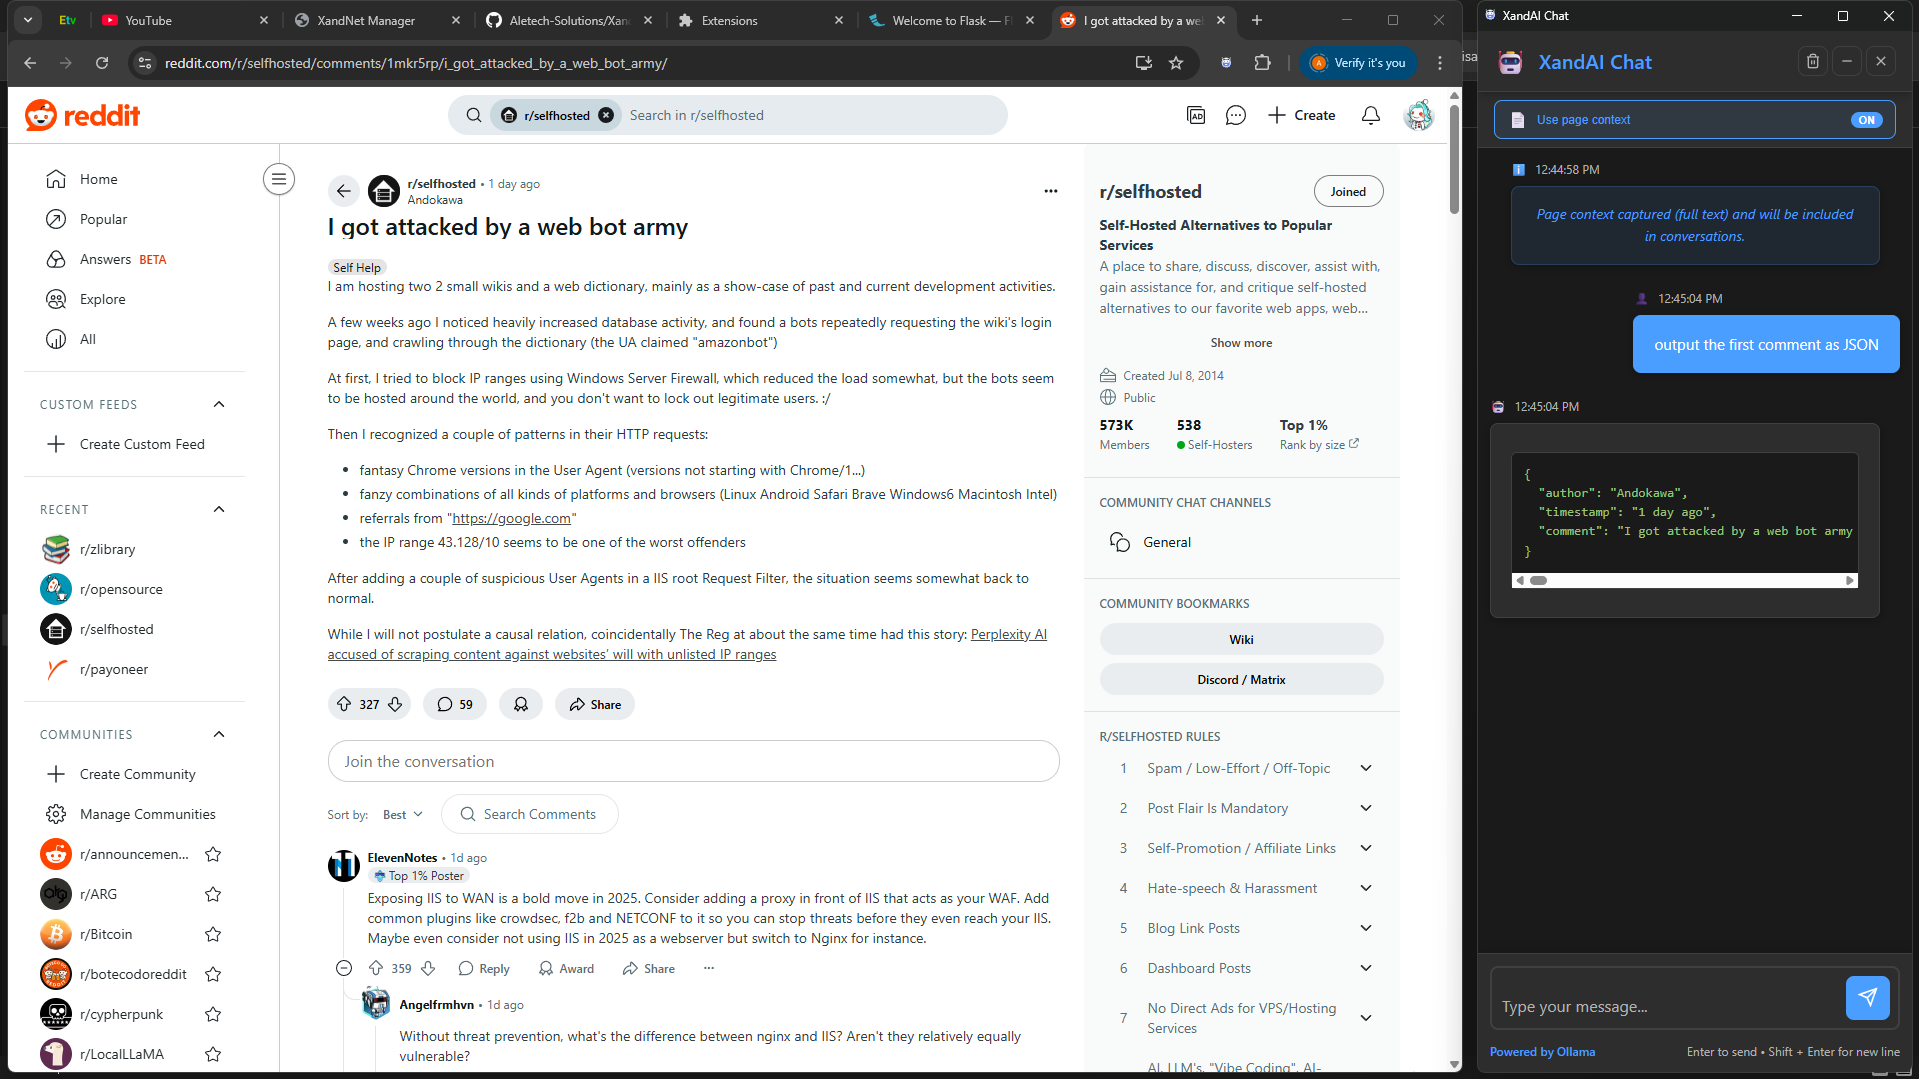 Etv
YouTube
XandNet Manager
Aletech-Solutions/Xan
Extensions
Welcome to Flask — Fl
I got attacked by a we
reddit.com/r/selfhosted/comments/1mkr5rp/i_got_attacked_by_a_web_bot_army/
Verify it's you
reddit
r/selfhosted
Search in r/selfhosted
AD
Create
Home
Popular
Answers BETA
Explore
All
CUSTOM FEEDS
Create Custom Feed
RECENT
r/zlibrary
r/opensource
r/selfhosted
r/payoneer
COMMUNITIES
Create Community
Manage Communities
r/announcemen...
r/ARG
r/Bitcoin
r/botecodoreddit
r/cypherpunk
r/LocalLLaMA
r/selfhosted • 1 day ago
Andokawa
I got attacked by a web bot army
Self Help
I am hosting two 2 small wikis and a web dictionary, mainly as a show-case of past and current development activities.
A few weeks ago I noticed heavily increased database activity, and found a bots repeatedly requesting the wiki's login
page, and crawling through the dictionary (the UA claimed "amazonbot")
At first, I tried to block IP ranges using Windows Server Firewall, which reduced the load somewhat, but the bots seem
to be hosted around the world, and you don't want to lock out legitimate users. :/
Then I recognized a couple of patterns in their HTTP requests:
• fantasy Chrome versions in the User Agent (versions not starting with Chrome/1...)
• fanzy combinations of all kinds of platforms and browsers (Linux Android Safari Brave Windows6 Macintosh Intel)
• referrals from "https://google.com"
• the IP range 43.128/10 seems to be one of the worst offenders
After adding a couple of suspicious User Agents in a IIS root Request Filter, the situation seems somewhat back to
normal.
While I will not postulate a causal relation, coincidentally The Reg at about the same time had this story: Perplexity AI
accused of scraping content against websites' will with unlisted IP ranges
327
59
Share
Join the conversation
Sort by: Best
Search Comments
ElevenNotes • 1d ago
Top 1% Poster
Exposing IIS to WAN is a bold move in 2025. Consider adding a proxy in front of IIS that acts as your WAF. Add
common plugins like crowdsec, f2b and NETCONF to it so you can stop threats before they even reach your IIS.
Maybe even consider not using IIS in 2025 as a webserver but switch to Nginx for instance.
359
Reply
Award
Share
Angelfrmhvn • 1d ago
Without threat prevention, what's the difference between nginx and IIS? Aren't they relatively equally
vulnerable?
r/selfhosted
Joined
Self-Hosted Alternatives to Popular
Services
A place to share, discuss, discover, assist with,
gain assistance for, and critique self-hosted
alternatives to our favorite web apps, web...
Show more
Created Jul 8, 2014
Public
573K 538 Top 1%
Members Self-Hosters Rank by size
COMMUNITY CHAT CHANNELS
General
COMMUNITY BOOKMARKS
Wiki
Discord / Matrix
R/SELFHOSTED RULES
1 Spam / Low-Effort / Off-Topic
2 Post Flair Is Mandatory
3 Self-Promotion / Affiliate Links
4 Hate-speech & Harassment
5 Blog Link Posts
6 Dashboard Posts
7 No Direct Ads for VPS/Hosting
Services
AI, LLM's, "Vibe Coding", AI-
XandAI Chat
XandAI Chat
Use page context
ON
12:44:58 PM
Page context captured (full text) and will be included
in conversations.
12:45:04 PM
output the first comment as JSON
12:45:04 PM
{
"author": "Andokawa",
"timestamp": "1 day ago",
"comment": "I got attacked by a web bot army
}
Type your message...
Powered by Ollama
Enter to send • Shift + Enter for new line